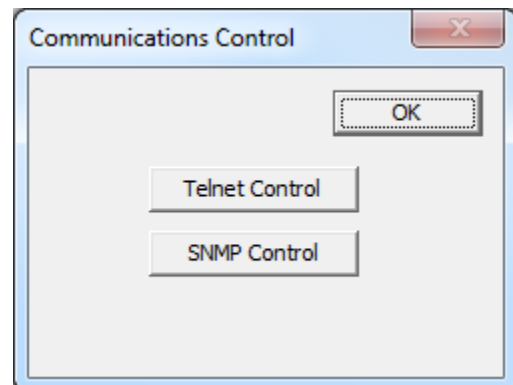 Communications Control
OK
Telnet Control
SNMP Control